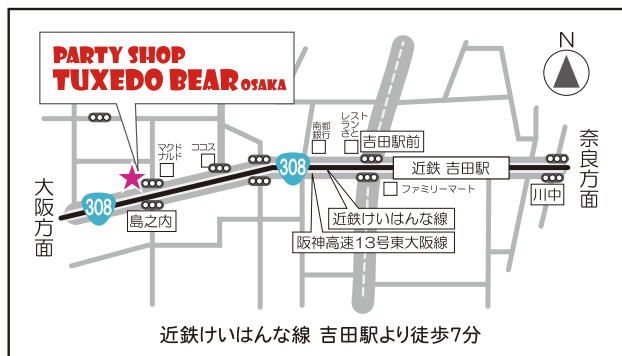 PARTY SHOP
TUXEDO BEAR OSAKA
N
マクド
ナルド
ココス
南都
銀行
レスト
ラン
さと
吉田駅前
308
近鉄 吉田駅
奈良方面
ファミリーマート
川中
大阪方面
308
島之内
近鉄けいはんな線
阪神高速13号東大阪線
近鉄けいはんな線 吉田駅より徒歩7分